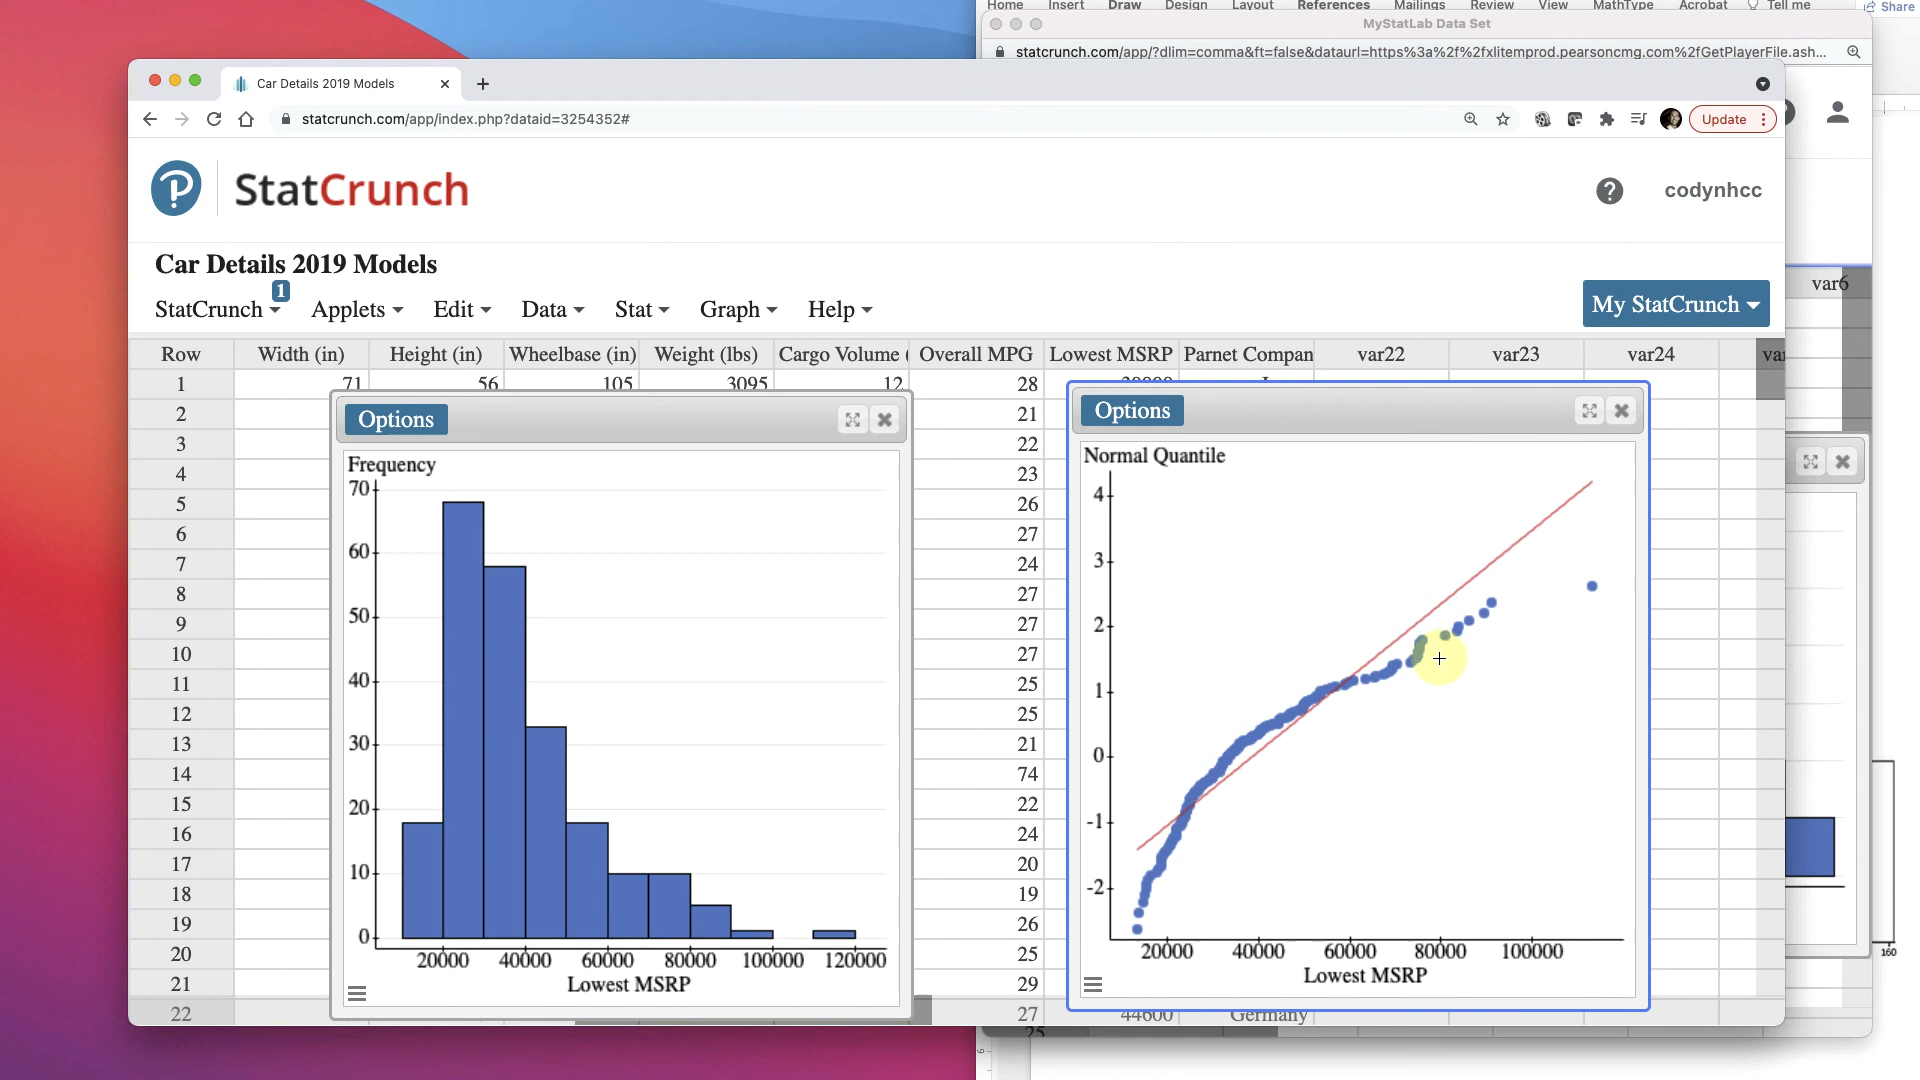 Home Insert Draw Design Layout References Mailings Review View MathType Acrobat Tell me Share
MyStatLab Data Set
statcrunch.com/app/?dlim=comma&ft=false&dataurl=https%3a%2f%2fxlitemprod.pearsoncmg.com%2fGetPlayerFile.ash...
Car Details 2019 Models
statcrunch.com/app/index.php?dataid=3254352#
Update
StatCrunch
codynhcc
Car Details 2019 Models
1
StatCrunch Applets Edit Data Stat Graph Help
My StatCrunch
var6
Row Width (in) Height (in) Wheelbase (in) Weight (lbs) Cargo Volume ( Overall MPG Lowest MSRP Parnet Compan var22 var23 var24
1 71 56 105 3095 12 28
2 21
3 22
4 23
5 26
6 27
7 24
8 27
9 27
10 27
11 25
12 25
13 21
14 74
15 22
16 24
17 20
18 19
19 26
20 25
21 29
22 27 44600 Germany
25
Options
Frequency
70
60
50
40
30
20
10
0
20000 40000 60000 80000 100000 120000
Lowest MSRP
Options
Normal Quantile
4
3
2
1
0
-1
-2
20000 40000 60000 80000 100000
Lowest MSRP
160